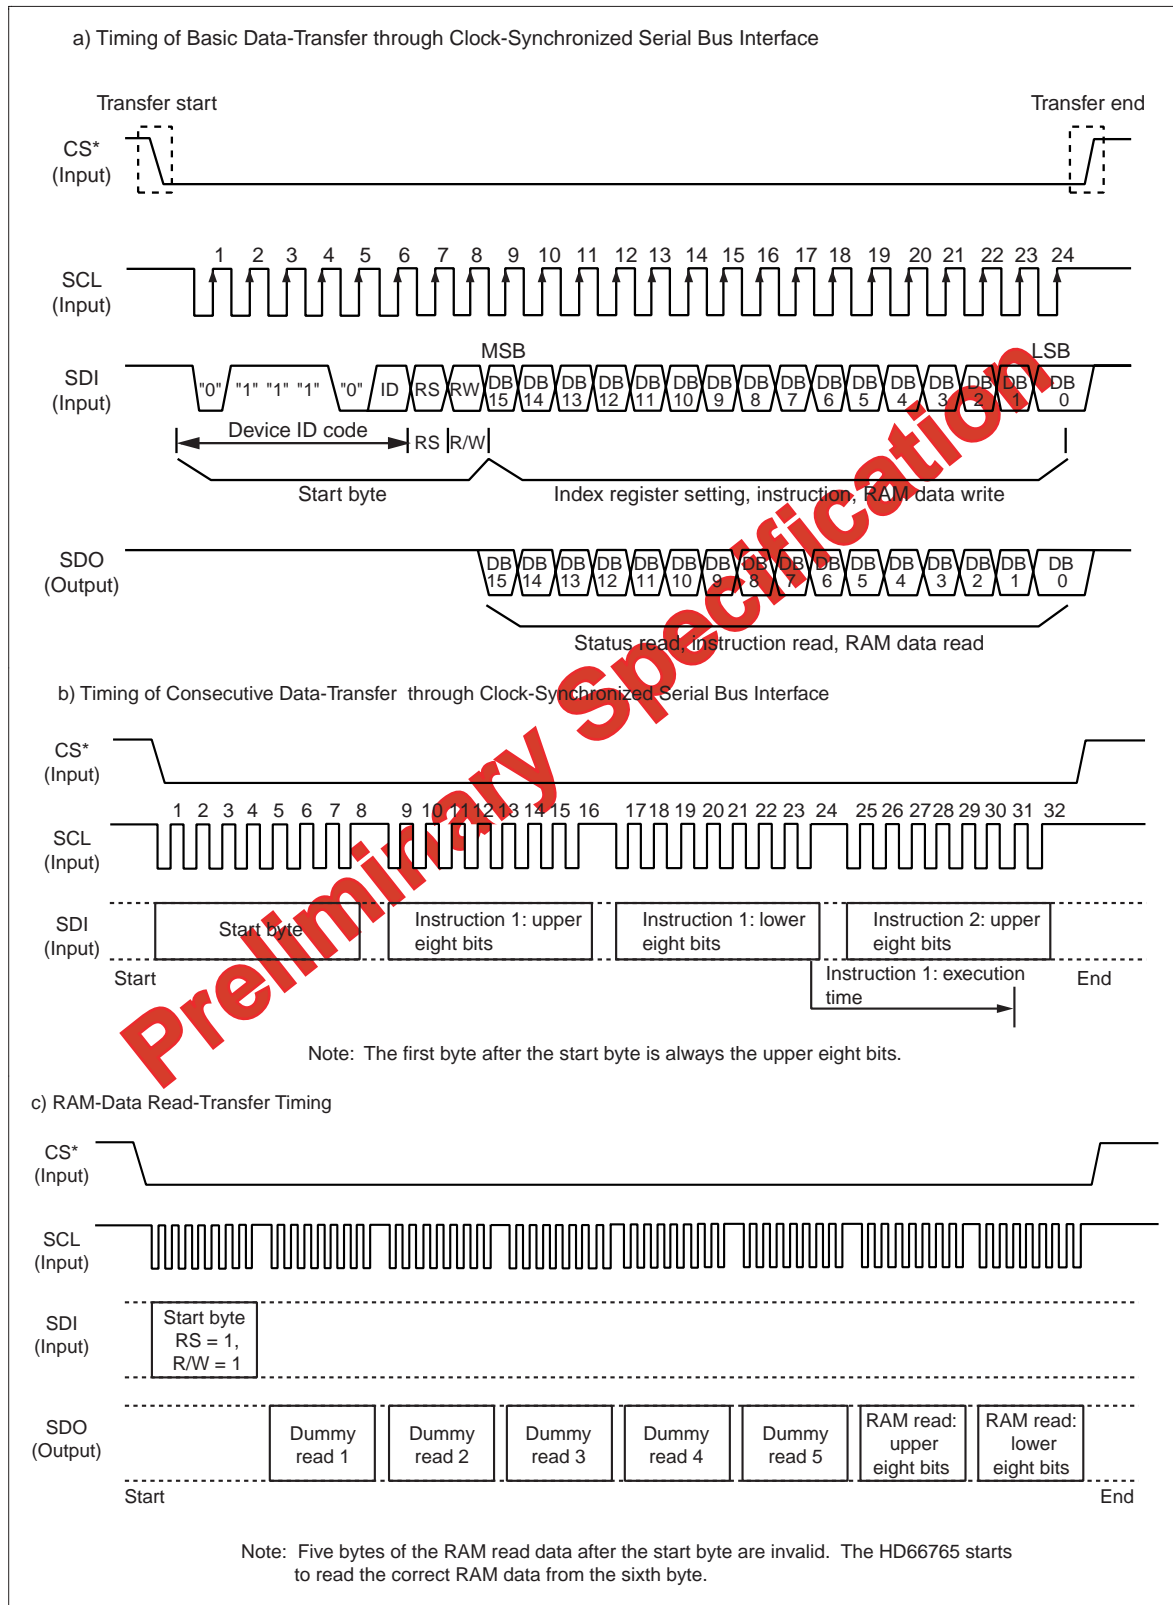 a) Timing of Basic Data-Transfer through Clock-Synchronized Serial Bus Interface
Transfer start
Transfer end
CS*
(Input)
1 2 3 4 5 6 7 8 9 10 11 12 13 14 15 16 17 18 19 20 21 22 23 24
SCL
(Input)
MSB LSB
SDI
(Input)
"0" "1" "1" "1" "0" ID RS RW DB 15 DB 14 DB 13 DB 12 DB 11 DB 10 DB 9 DB 8 DB 7 DB 6 DB 5 DB 4 DB 3 DB 2 DB 1 DB 0
Device ID code RS R/W
Start byte
Index register setting, instruction, RAM data write
SDO
(Output)
DB 15 DB 14 DB 13 DB 12 DB 11 DB 10 DB 9 DB 8 DB 7 DB 6 DB 5 DB 4 DB 3 DB 2 DB 1 DB 0
Status read, instruction read, RAM data read
Preliminary Specification
b) Timing of Consecutive Data-Transfer through Clock-Synchronized Serial Bus Interface
CS*
(Input)
1 2 3 4 5 6 7 8 9 10 11 12 13 14 15 16 17 18 19 20 21 22 23 24 25 26 27 28 29 30 31 32
SCL
(Input)
SDI
(Input)
Start byte
Instruction 1: upper
eight bits
Instruction 1: lower
eight bits
Instruction 2: upper
eight bits
Start
Instruction 1: execution
time
End
Note: The first byte after the start byte is always the upper eight bits.
c) RAM-Data Read-Transfer Timing
CS*
(Input)
SCL
(Input)
SDI
(Input)
Start byte
RS = 1,
R/W = 1
SDO
(Output)
Dummy
read 1
Dummy
read 2
Dummy
read 3
Dummy
read 4
Dummy
read 5
RAM read:
upper
eight bits
RAM read:
lower
eight bits
Start
End
Note: Five bytes of the RAM read data after the start byte are invalid. The HD66765 starts
to read the correct RAM data from the sixth byte.